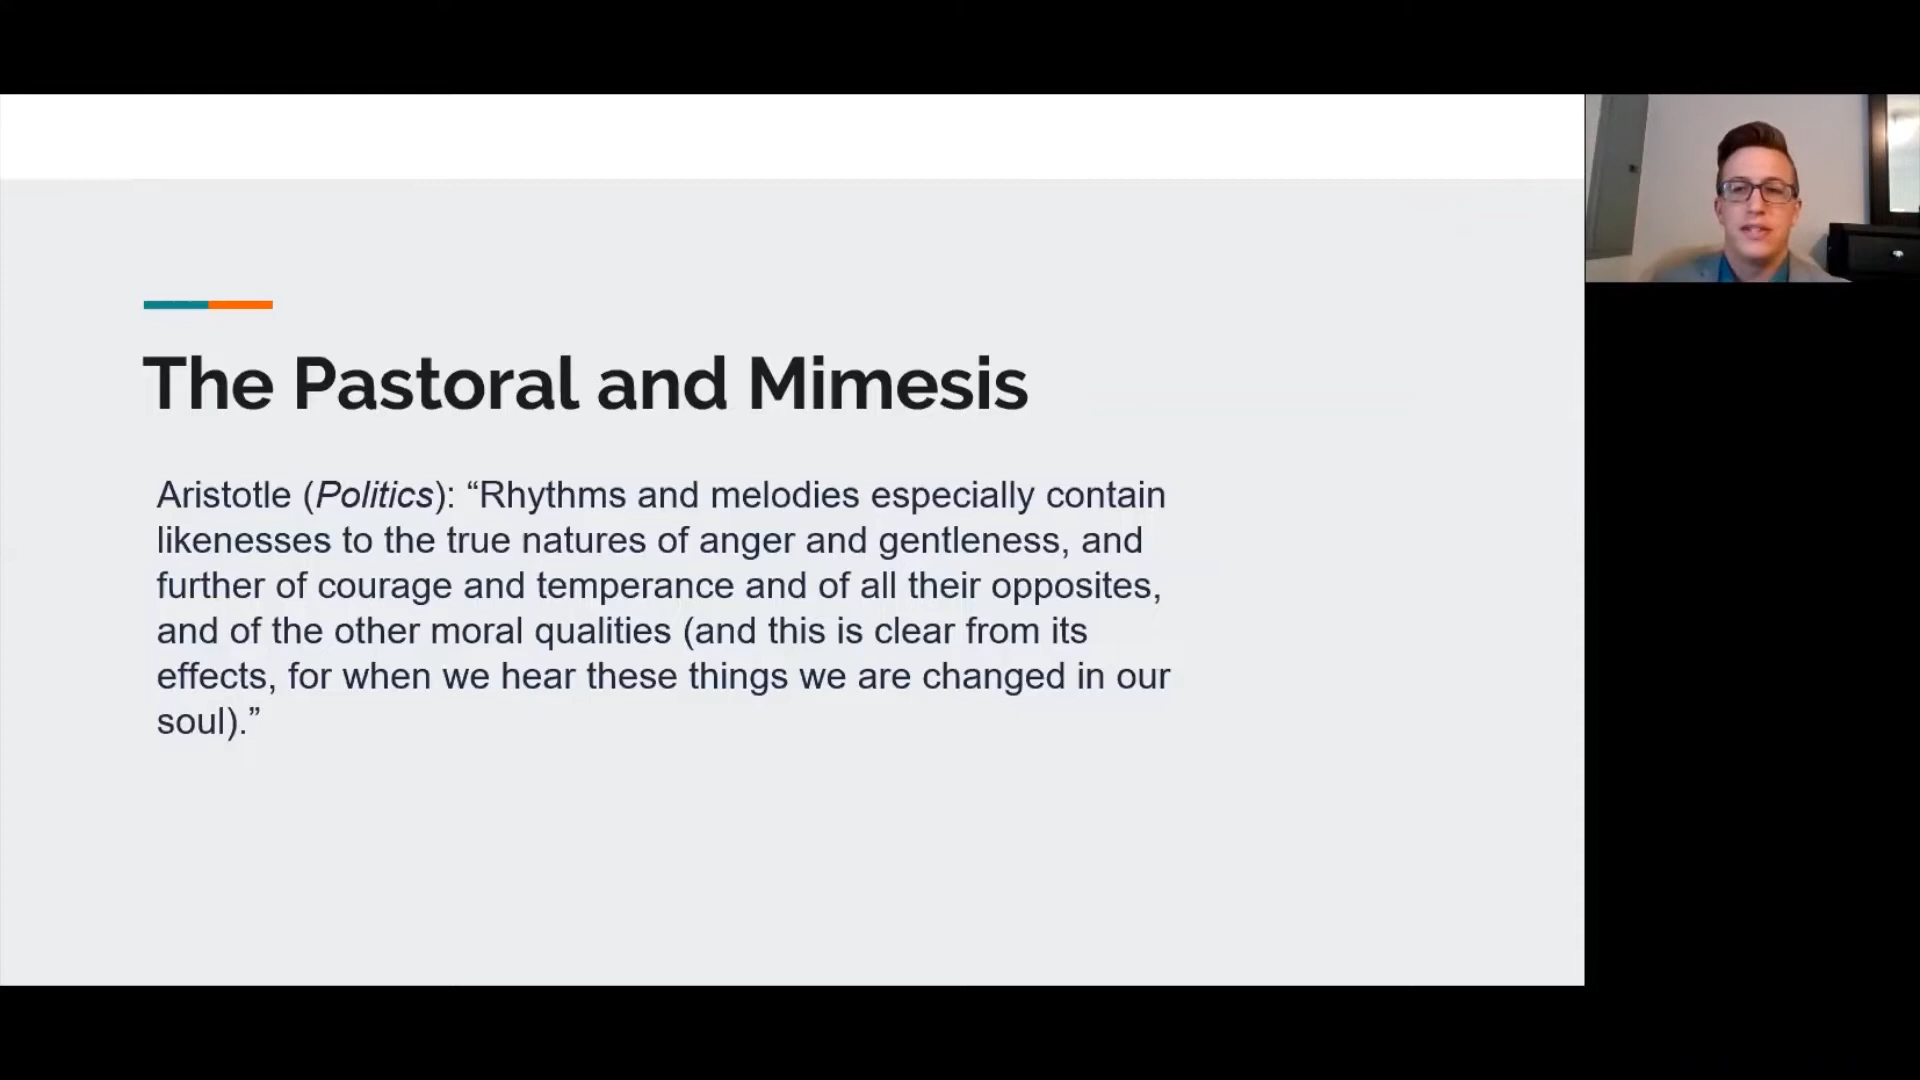 The Pastoral and Mimesis
Aristotle (Politics): “Rhythms and melodies especially contain
likenesses to the true natures of anger and gentleness, and
further of courage and temperance and of all their opposites,
and of the other moral qualities (and this is clear from its
effects, for when we hear these things we are changed in our
soul).”